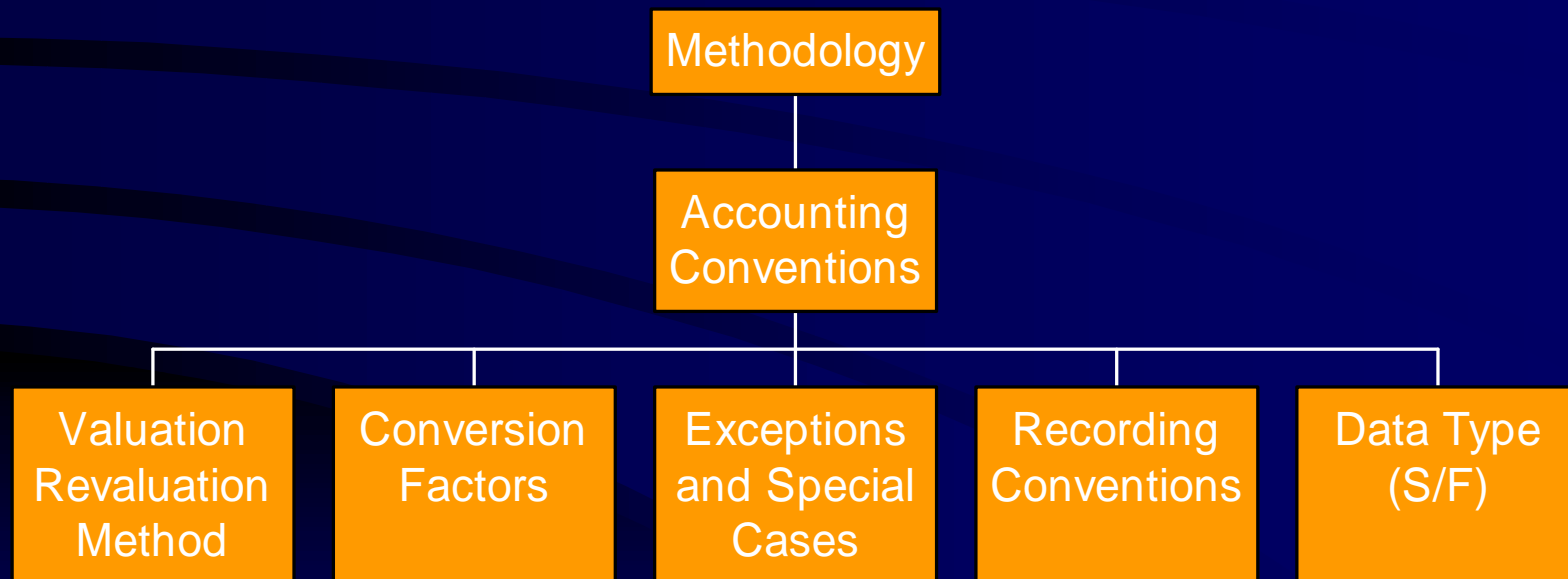 Methodology
Accounting
Conventions
Valuation
Revaluation
Method
Conversion
Factors
Exceptions
and Special
Cases
Recording
Conventions
Data Type
(S/F)